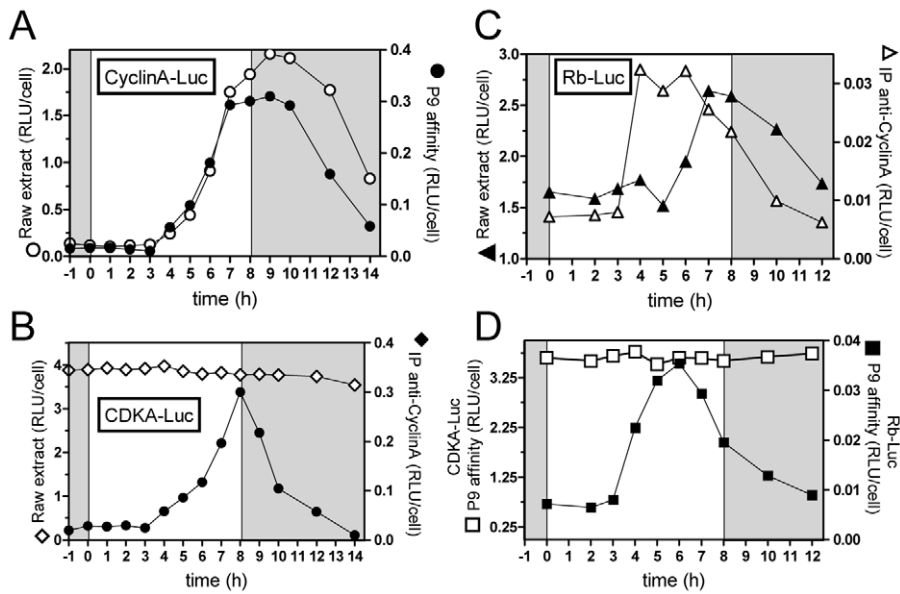 A
CyclinA-Luc
Raw extract (RLU/cell)
2.0
1.5
1.0
0.5
0.0
0.4
0.3
0.2
0.1
0.0
P9 affinity (RLU/cell)
-1 0 1 2 3 4 5 6 7 8 9 10 11 12 13 14
time (h)
B
CDKA-Luc
Raw extract (RLU/cell)
4
3
2
1
0
0.4
0.3
0.2
0.1
0.0
IP anti-CyclinA (RLU/cell)
-1 0 1 2 3 4 5 6 7 8 9 10 11 12 13 14
time (h)
C
Rb-Luc
Raw extract (RLU/cell)
3.0
2.5
2.0
1.5
1.0
0.03
0.02
0.01
0.00
IP anti-CyclinA (RLU/cell)
-1 0 1 2 3 4 5 6 7 8 9 10 11 12
time (h)
D
CDKA-Luc
P9 affinity (RLU/cell)
3.25
2.25
1.25
0.25
0.04
0.03
0.02
0.01
0.00
P9 affinity (RLU/cell)
Rb-Luc
-1 0 1 2 3 4 5 6 7 8 9 10 11 12
time (h)